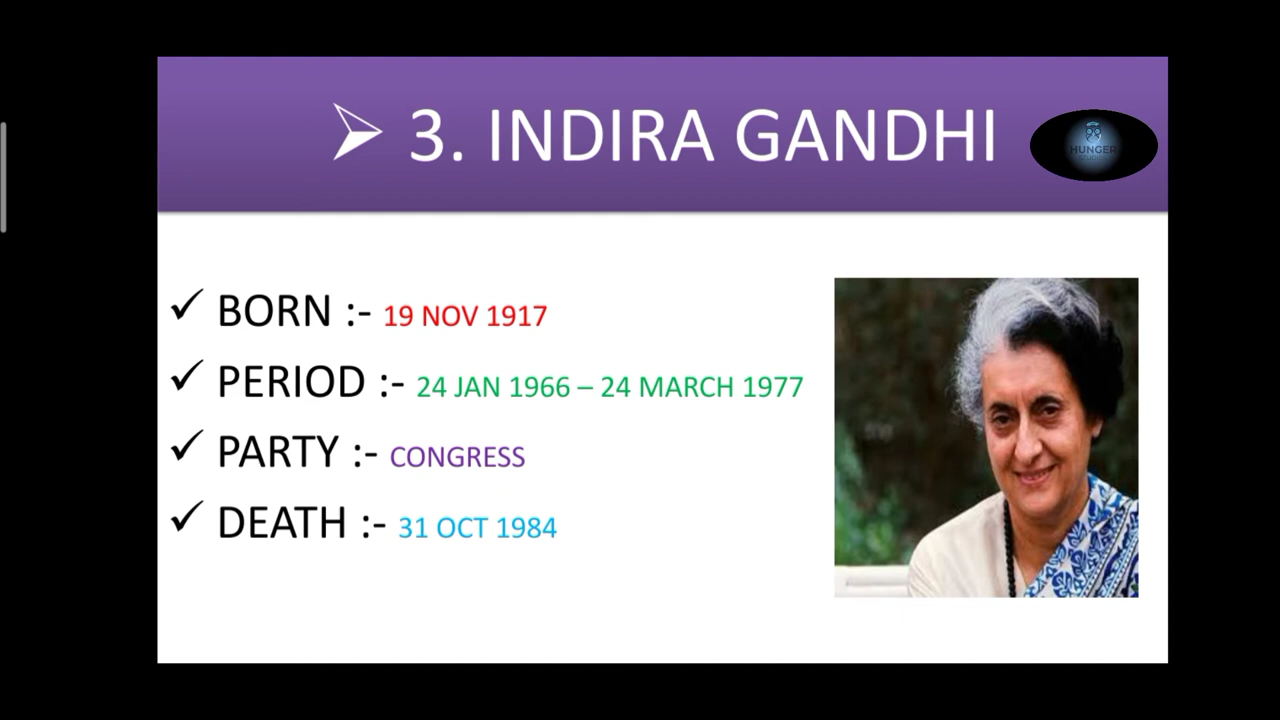 ➢ 3. INDIRA GANDHI
HUNGER
✓ BORN :- 19 NOV 1917
✓ PERIOD :- 24 JAN 1966 – 24 MARCH 1977
✓ PARTY :- CONGRESS
✓ DEATH :- 31 OCT 1984